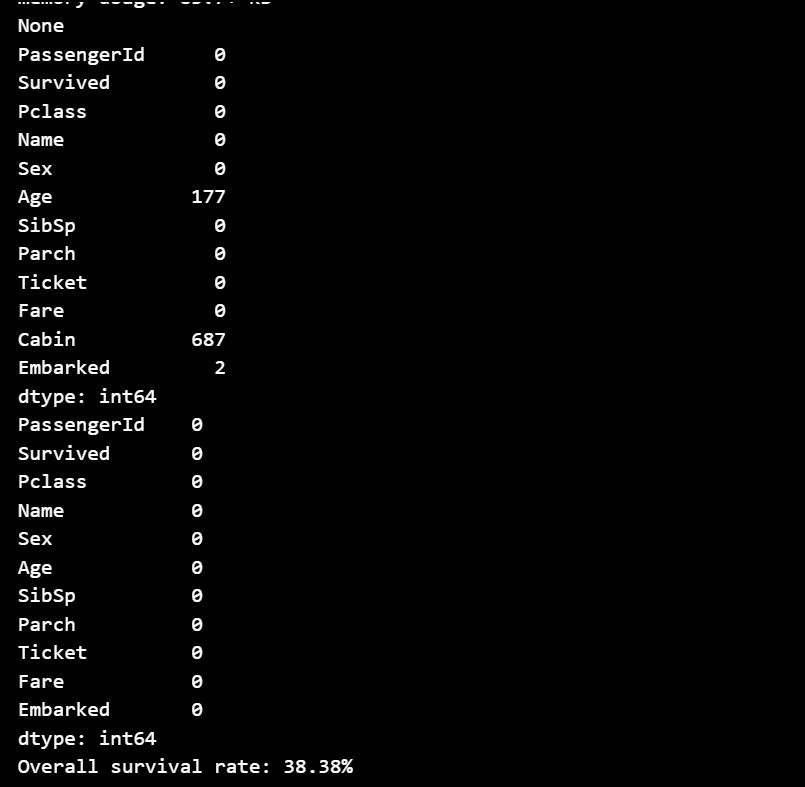 None
PassengerId      0
Survived         0
Pclass           0
Name             0
Sex              0
Age            177
SibSp            0
Parch            0
Ticket           0
Fare             0
Cabin          687
Embarked         2
dtype: int64
PassengerId    0
Survived       0
Pclass         0
Name           0
Sex            0
Age            0
SibSp          0
Parch          0
Ticket         0
Fare           0
Embarked       0
dtype: int64
Overall survival rate: 38.38%